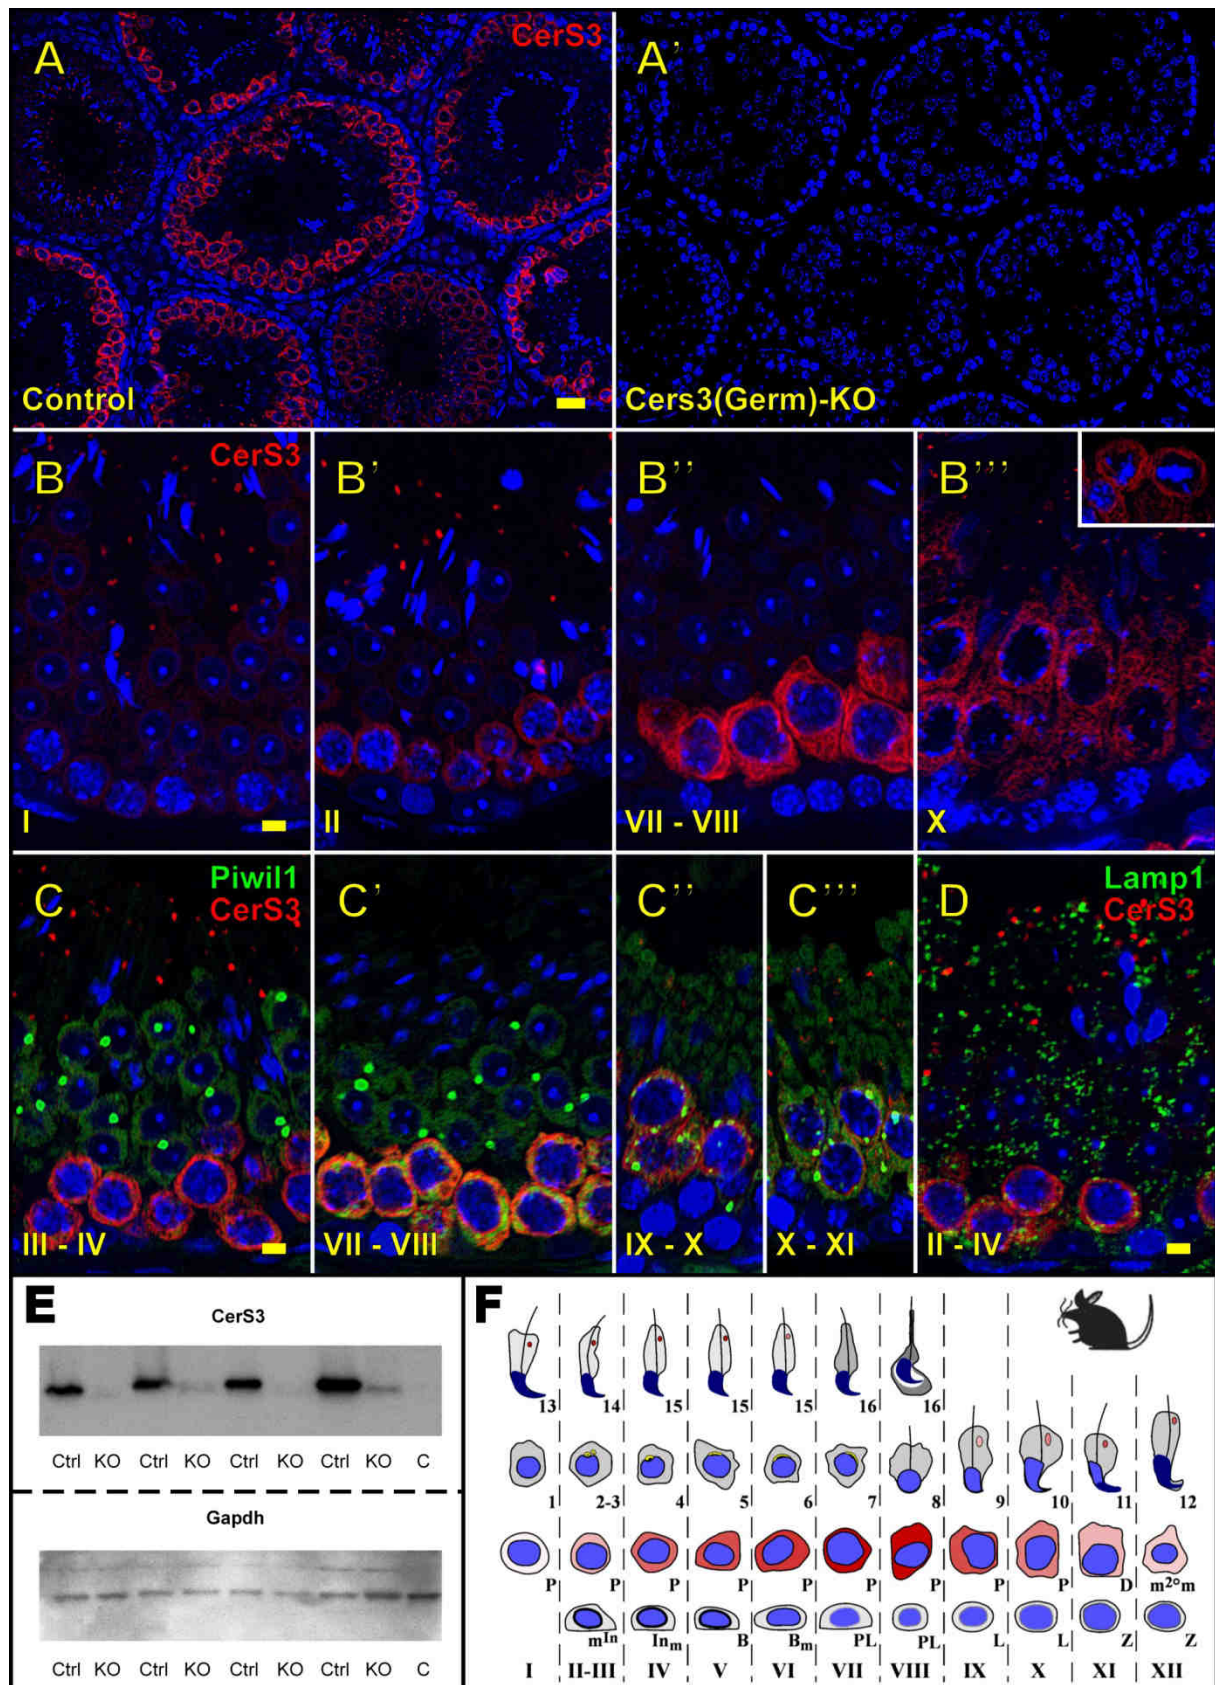 A
CerS3
A'
Control
Cers3(Germ)-KO
B
CerS3
B'
B''
B'''
I
II
VII - VIII
X
C
Piwil1
CerS3
C'
C''
C'''
D
Lamp1
CerS3
III - IV
VII - VIII
IX - X
X - XI
II - IV
E
CerS3
Ctrl KO Ctrl KO Ctrl KO Ctrl KO C
Gapdh
Ctrl KO Ctrl KO Ctrl KO Ctrl KO C
F
13 14 15 15 15 16 16
1 2-3 4 5 6 7 8 9 10 11 12
P P P P P P P P P D m2°m
mIn Inm B Bm PL PL L L Z Z
I II-III IV V VI VII VIII IX X XI XII